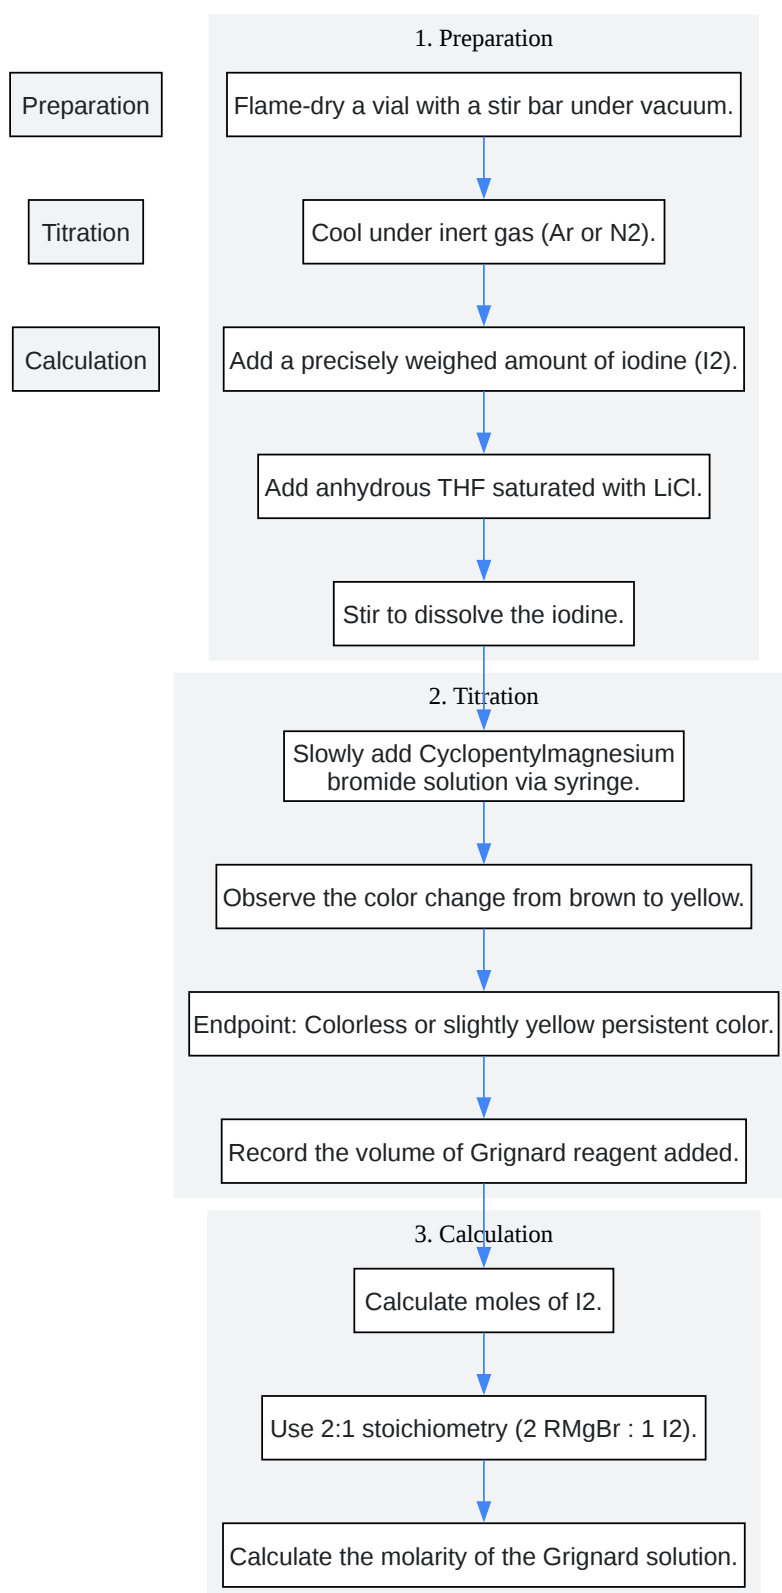 1. Preparation
Preparation
Flame-dry a vial with a stir bar under vacuum.
Titration
Cool under inert gas (Ar or N2).
Calculation
Add a precisely weighed amount of iodine (I2).
Add anhydrous THF saturated with LiCl.
Stir to dissolve the iodine.
2. Titration
Slowly add Cyclopentylmagnesium
bromide solution via syringe.
Observe the color change from brown to yellow.
Endpoint: Colorless or slightly yellow persistent color.
Record the volume of Grignard reagent added.
3. Calculation
Calculate moles of I2.
Use 2:1 stoichiometry (2 RMgBr : 1 I2).
Calculate the molarity of the Grignard solution.